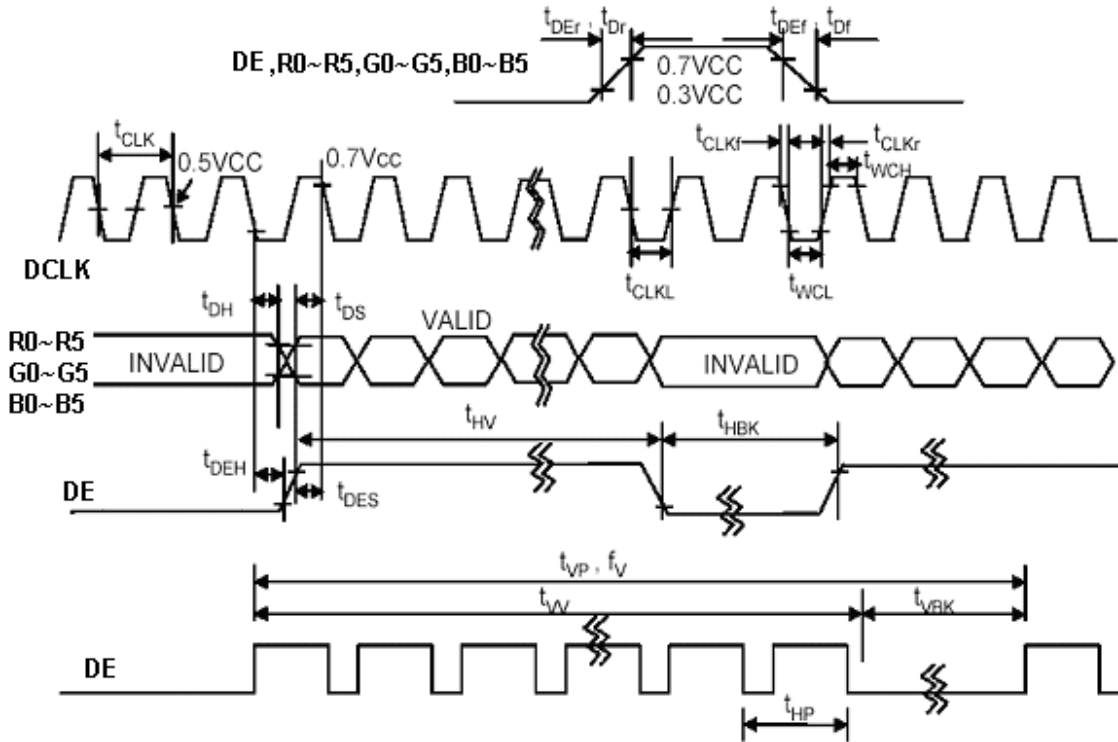 tDEr , tDr
tDEf , tDf
DE ,R0~R5,G0~G5,B0~B5
0.7VCC
0.3VCC
tCLK
0.5VCC
0.7Vcc
tCLKf
tCLKr
tWCH
DCLK
tCLKL
tWCL
tDH
tDS
VALID
R0~R5
G0~G5
B0~B5
INVALID
INVALID
tHV
tHBK
tDEH
tDES
DE
tVP , fV
tVV
tVBK
DE
tHP